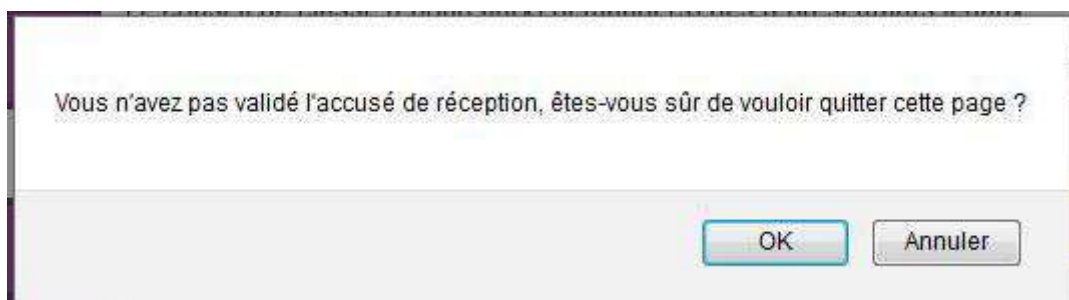 Vous n'avez pas validé l'accusé de réception, êtes-vous sûr de vouloir quitter cette page ?
OK
Annuler